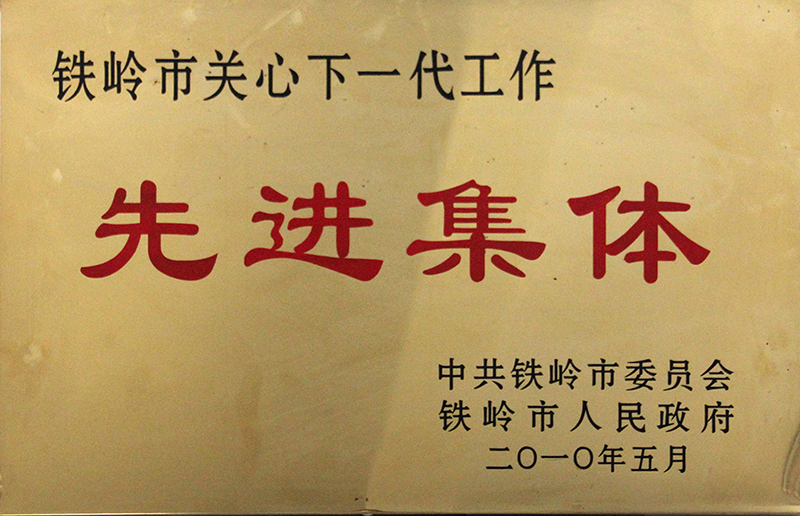 铁岭市关心下一代工作
先进集体
中共铁岭市委员会
铁岭市人民政府
二〇一〇年五月